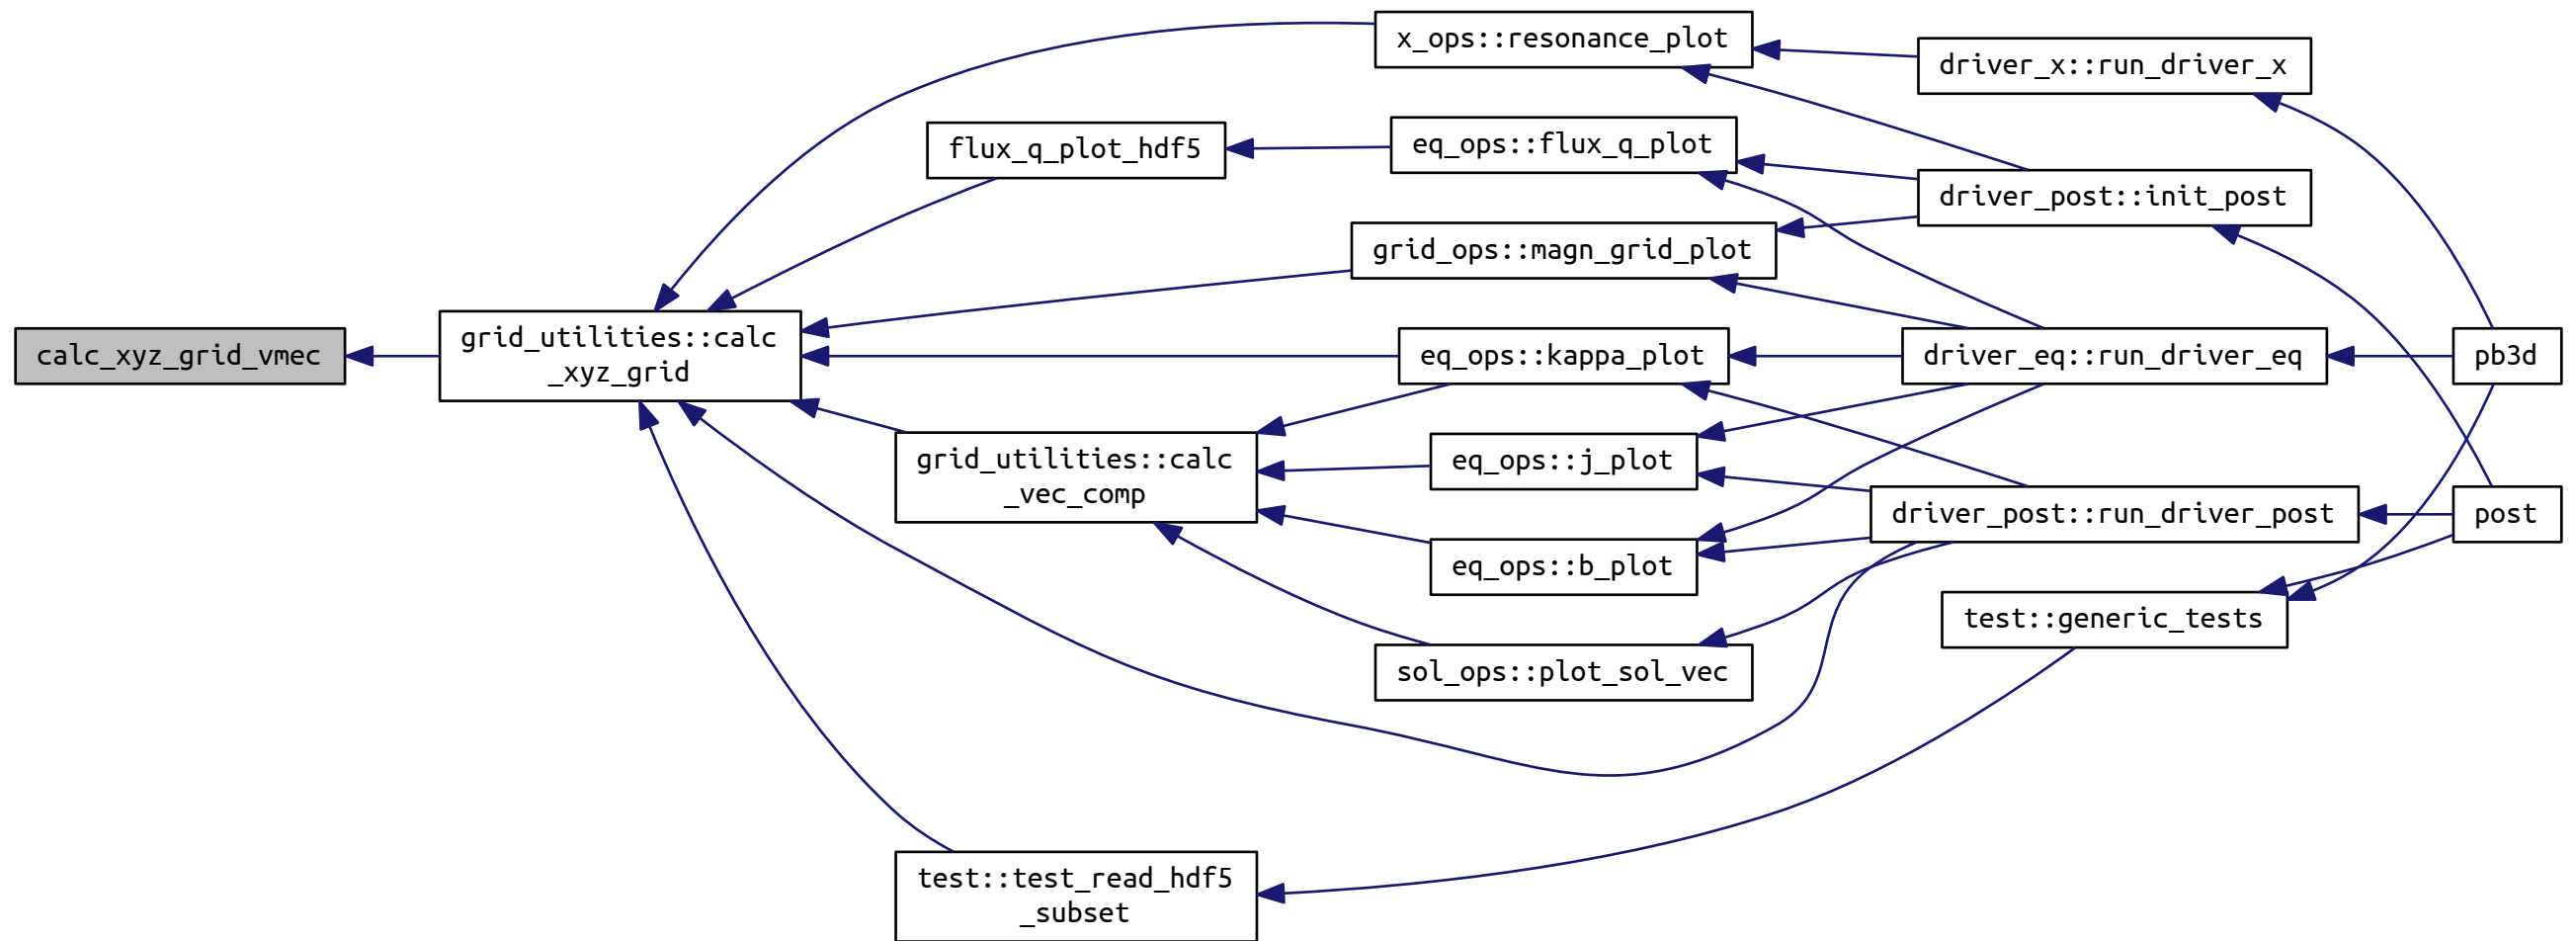 calc_xyz_grid_vmec
grid_utilities::calc
_xyz_grid
x_ops::resonance_plot
flux_q_plot_hdf5
eq_ops::flux_q_plot
grid_ops::magn_grid_plot
eq_ops::kappa_plot
grid_utilities::calc
_vec_comp
eq_ops::j_plot
eq_ops::b_plot
sol_ops::plot_sol_vec
test::test_read_hdf5
_subset
driver_x::run_driver_x
driver_post::init_post
driver_eq::run_driver_eq
driver_post::run_driver_post
test::generic_tests
pb3d
post